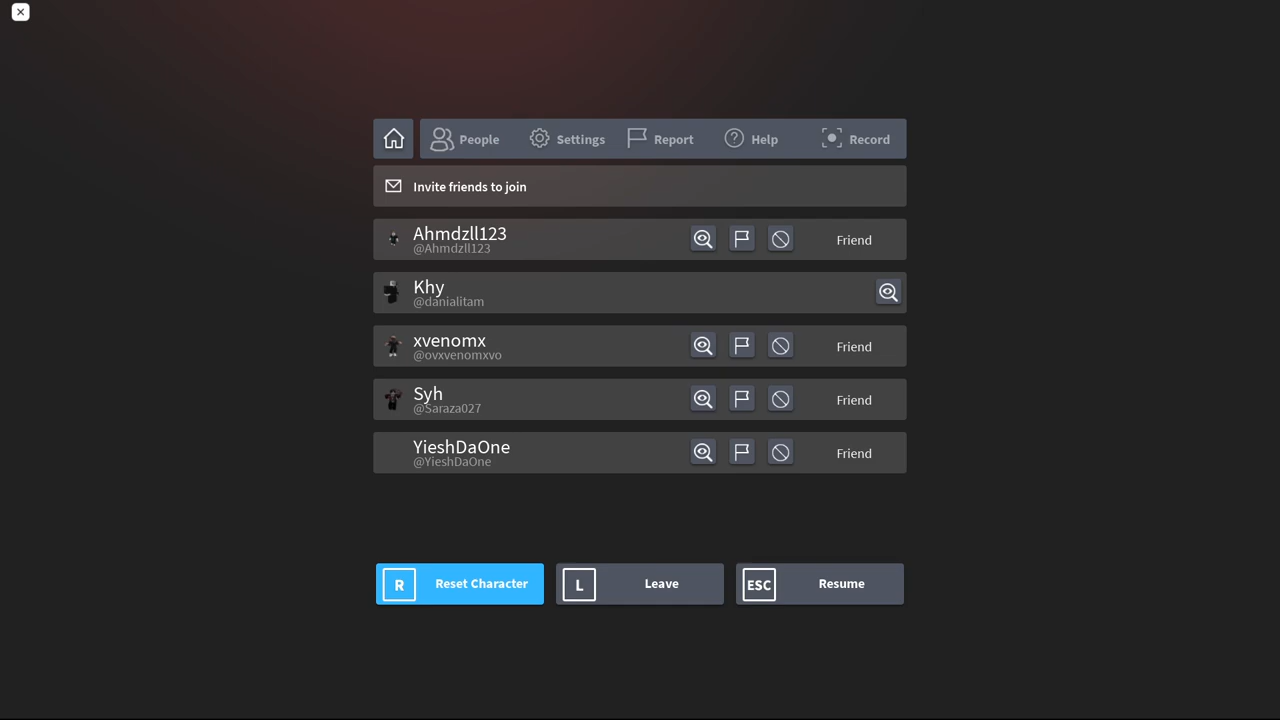 People Settings Report Help Record
Invite friends to join
Ahmdzll123
@Ahmdzll123 Friend
Khy
@danialitam
xvenomx
@ovxvenomxvo Friend
Syh
@Saraza027 Friend
YieshDaOne
@YieshDaOne Friend
R Reset Character L Leave ESC Resume